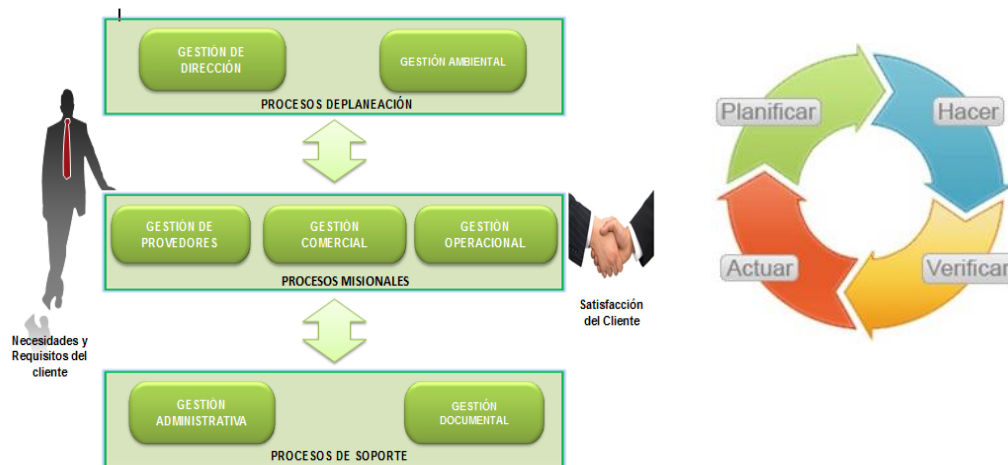 GESTIÓN DE
DIRECCIÓN
GESTIÓN AMBIENTAL
PROCESOS DEPLANEACIÓN
GESTIÓN DE
PROVEDORES
GESTIÓN
COMERCIAL
GESTIÓN
OPERACIONAL
PROCESOS MISIONALES
Necesidades y
Requisitos del
cliente
Satisfacción
del Cliente
GESTIÓN
ADMINISTRATIVA
GESTIÓN
DOCUMENTAL
PROCESOS DE SOPORTE
Planificar
Hacer
Actuar
Verificar